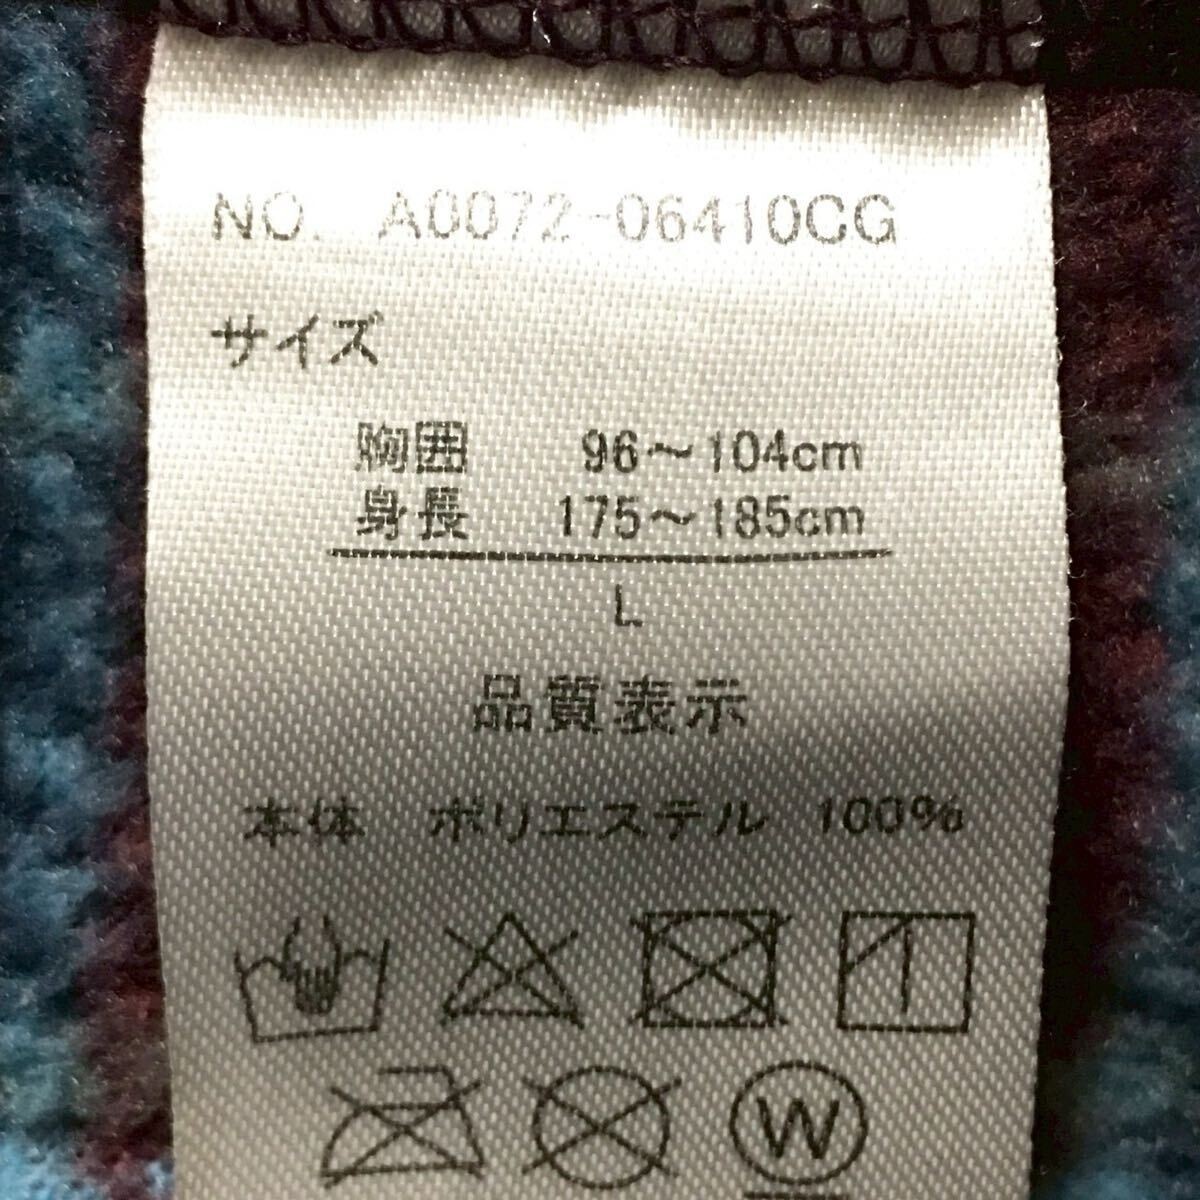 NO. A0072-06410CG
サイズ
胸囲 96～104cm
身長 175～185cm
L
品質表示
本体 ポリエステル 100%
W